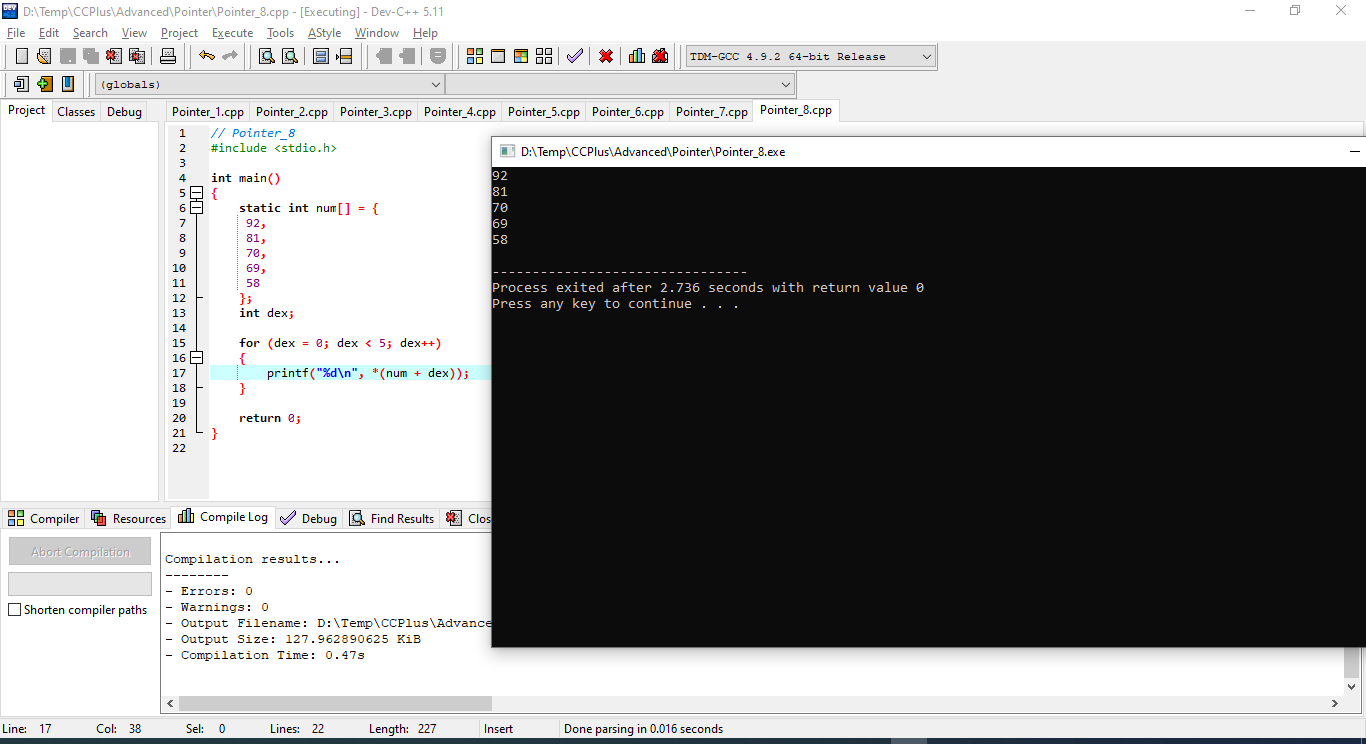 D:\Temp\CCPlus\Advanced\Pointer\Pointer_8.cpp - [Executing] - Dev-C++ 5.11
File Edit Search View Project Execute Tools AStyle Window Help
TDM-GCC 4.9.2 64-bit Release
(globals)
Project Classes Debug
Pointer_1.cpp Pointer_2.cpp Pointer_3.cpp Pointer_4.cpp Pointer_5.cpp Pointer_6.cpp Pointer_7.cpp Pointer_8.cpp
1 // Pointer_8
2 #include <stdio.h>
3
4 int main()
5 {
6 static int num[] = {
7 92,
8 81,
9 70,
10 69,
11 58
12 };
13 int dex;
14
15 for (dex = 0; dex < 5; dex++)
16 {
17 printf("%d\n", *(num + dex));
18 }
19
20 return 0;
21 }
22
D:\Temp\CCPlus\Advanced\Pointer\Pointer_8.exe
92
81
70
69
58
--------------------------------
Process exited after 2.736 seconds with return value 0
Press any key to continue . . .
Compiler Resources Compile Log Debug Find Results Clos
Abort Compilation
Shorten compiler paths
Compilation results...
--------
- Errors: 0
- Warnings: 0
- Output Filename: D:\Temp\CCPlus\Advance
- Output Size: 127.962890625 KiB
- Compilation Time: 0.47s
Line: 17 Col: 38 Sel: 0 Lines: 22 Length: 227 Insert Done parsing in 0.016 seconds